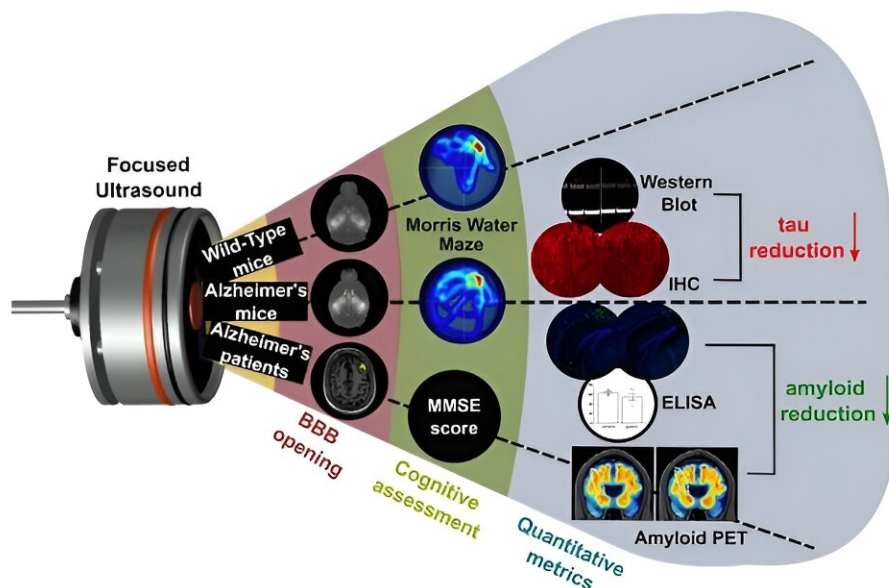 Focused
Ultrasound
Wild-Type
mice
Alzheimer's
mice
Alzheimer's
patients
BBB
opening
Morris Water
Maze
MMSE
score
Cognitive
assessment
Western
Blot
IHC
tau
reduction
ELISA
amyloid
reduction
Amyloid PET
Quantitative
metrics